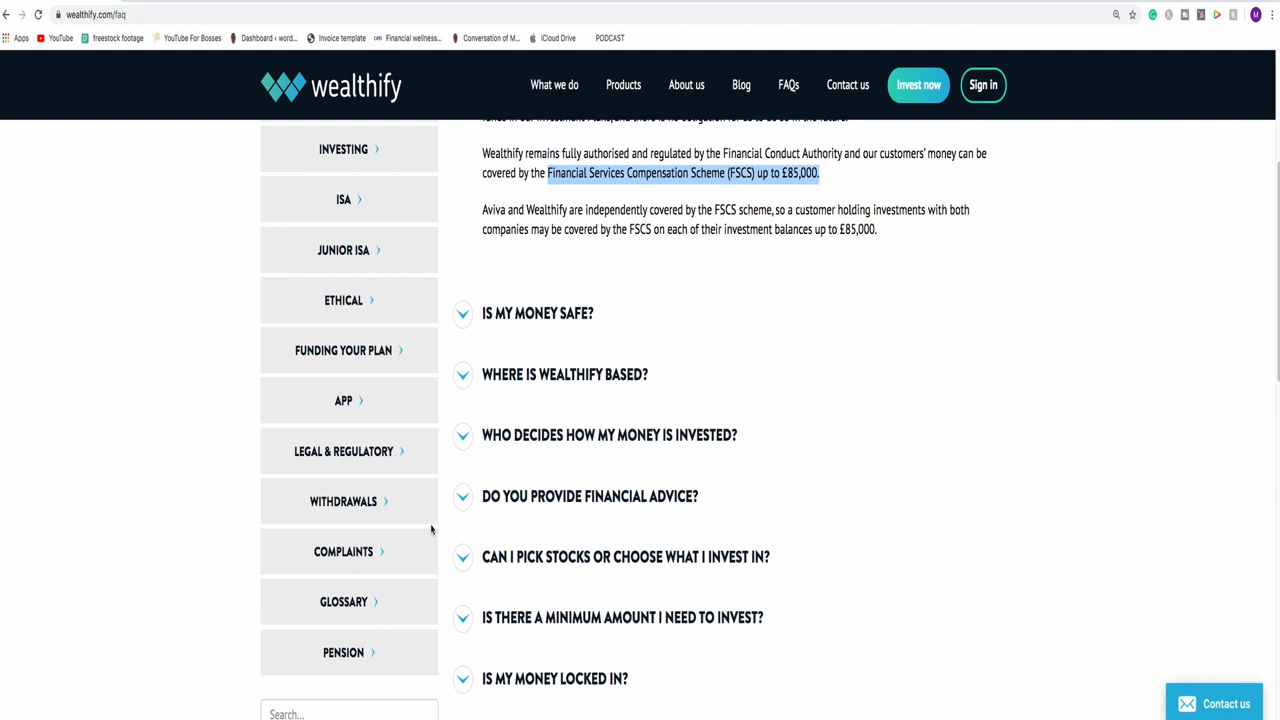 wealthify.com/faq
M
Apps
YouTube
freestock footage
YouTube For Bosses
Dashboard ‹ word...
Invoice template
Financial wellness...
Conversation of M...
iCloud Drive
PODCAST
wealthify
What we do
Products
About us
Blog
FAQs
Contact us
Invest now
Sign in
INVESTING
ISA
JUNIOR ISA
ETHICAL
FUNDING YOUR PLAN
APP
LEGAL & REGULATORY
WITHDRAWALS
COMPLAINTS
GLOSSARY
PENSION
Search...
Wealthify remains fully authorised and regulated by the Financial Conduct Authority and our customers' money can be
covered by the Financial Services Compensation Scheme (FSCS) up to £85,000.
Aviva and Wealthify are independently covered by the FSCS scheme, so a customer holding investments with both
companies may be covered by the FSCS on each of their investment balances up to £85,000.
IS MY MONEY SAFE?
WHERE IS WEALTHIFY BASED?
WHO DECIDES HOW MY MONEY IS INVESTED?
DO YOU PROVIDE FINANCIAL ADVICE?
CAN I PICK STOCKS OR CHOOSE WHAT I INVEST IN?
IS THERE A MINIMUM AMOUNT I NEED TO INVEST?
IS MY MONEY LOCKED IN?
Contact us